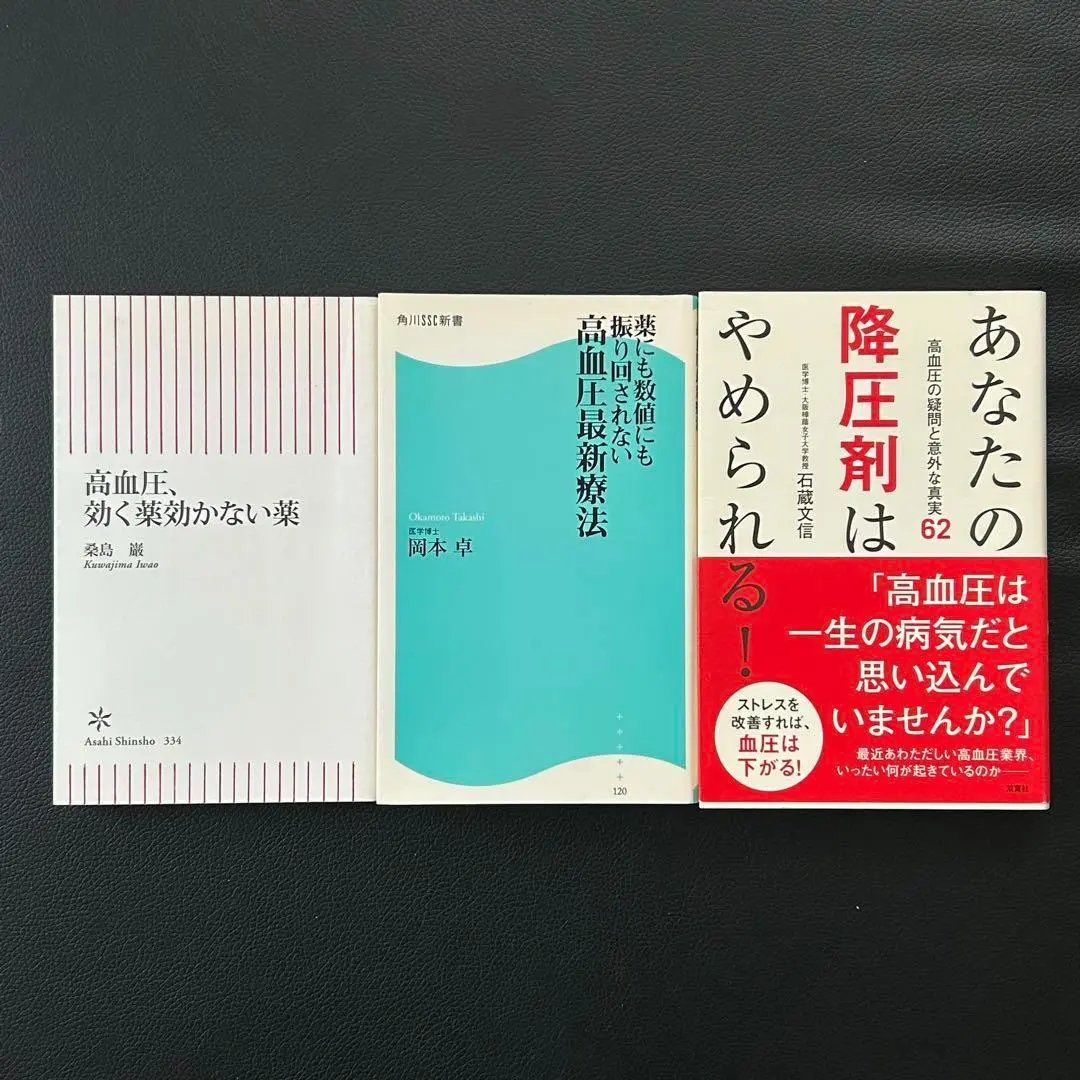 高血圧、
効く薬効かない薬
桑島 巖
Kuwajima Iwao
Asahi Shinsho 334
角川SSC新書
薬にも数値にも
振り回されない
高血圧最新療法
Okamoto Takashi
医学博士
岡本 卓
120
あなたの
降圧剤は
やめられる！
高血圧の疑問と意外な真実62
医学博士・大阪樟蔭女子大学教授 石蔵文信
「高血圧は
一生の病気だと
思い込んで
いませんか？」
ストレスを
改善すれば、
血圧は
下がる！
最近あわただしい高血圧業界、
いったい何が起きているのか——
双葉社